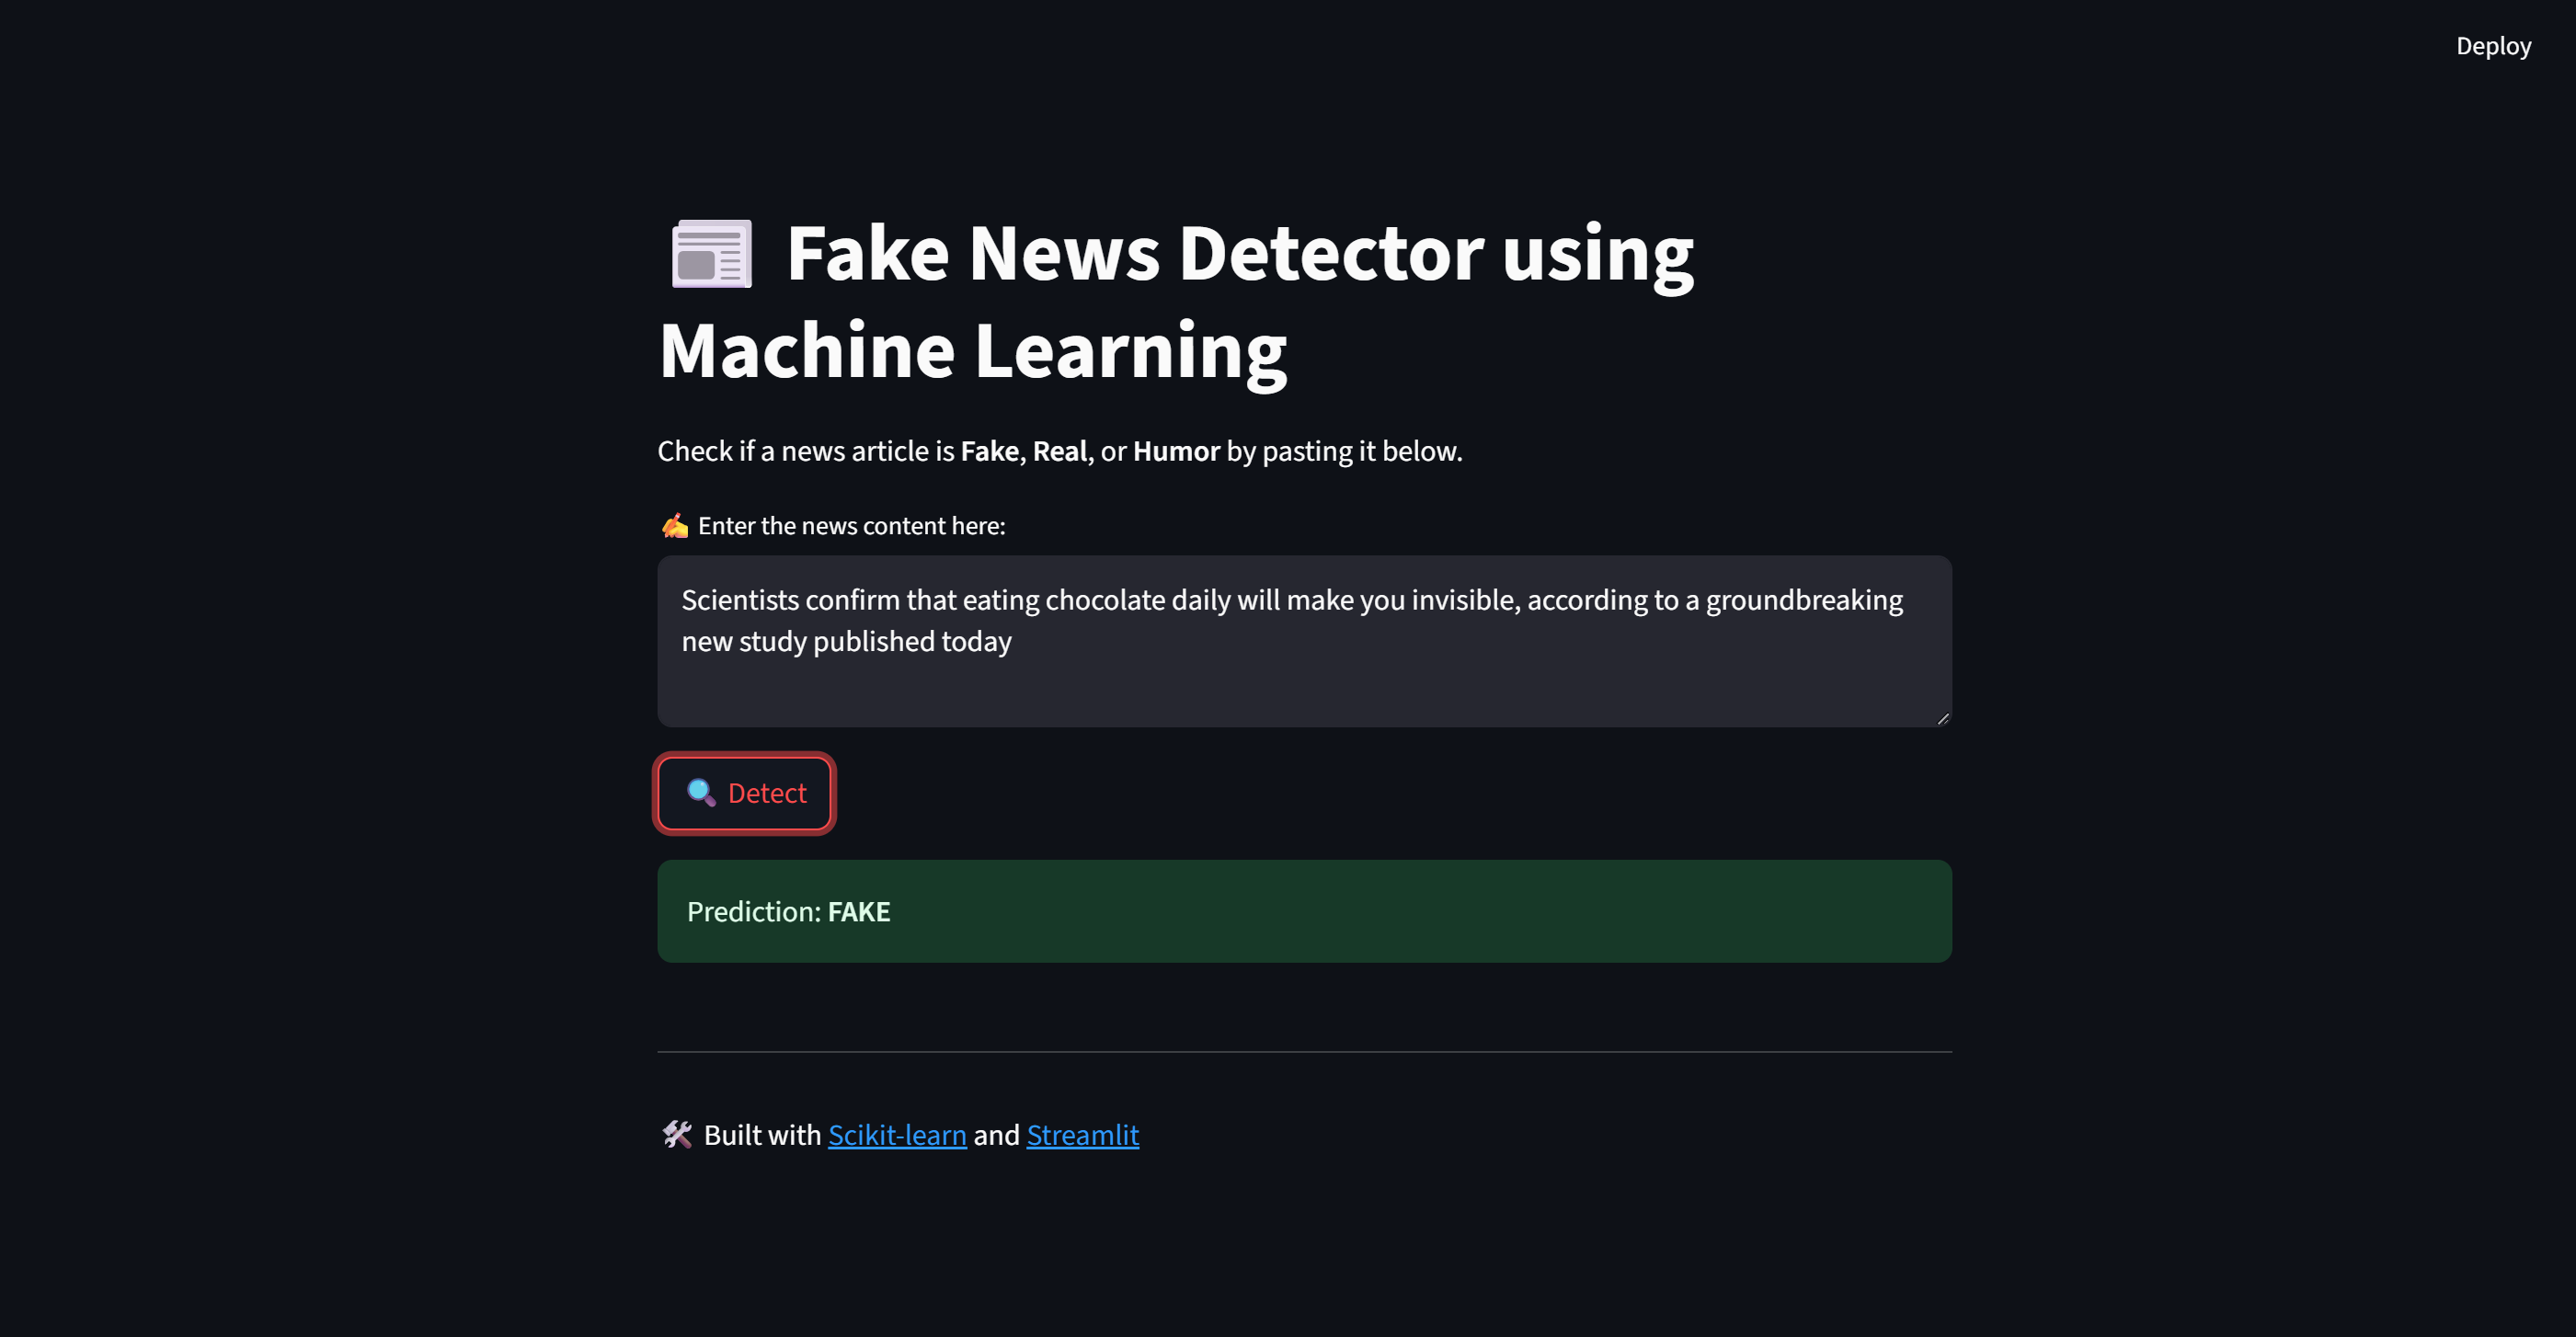 Deploy
📰 Fake News Detector using
Machine Learning
Check if a news article is Fake, Real, or Humor by pasting it below.
✍️ Enter the news content here:
Scientists confirm that eating chocolate daily will make you invisible, according to a groundbreaking
new study published today
🔍 Detect
Prediction: FAKE
🛠️ Built with Scikit-learn and Streamlit